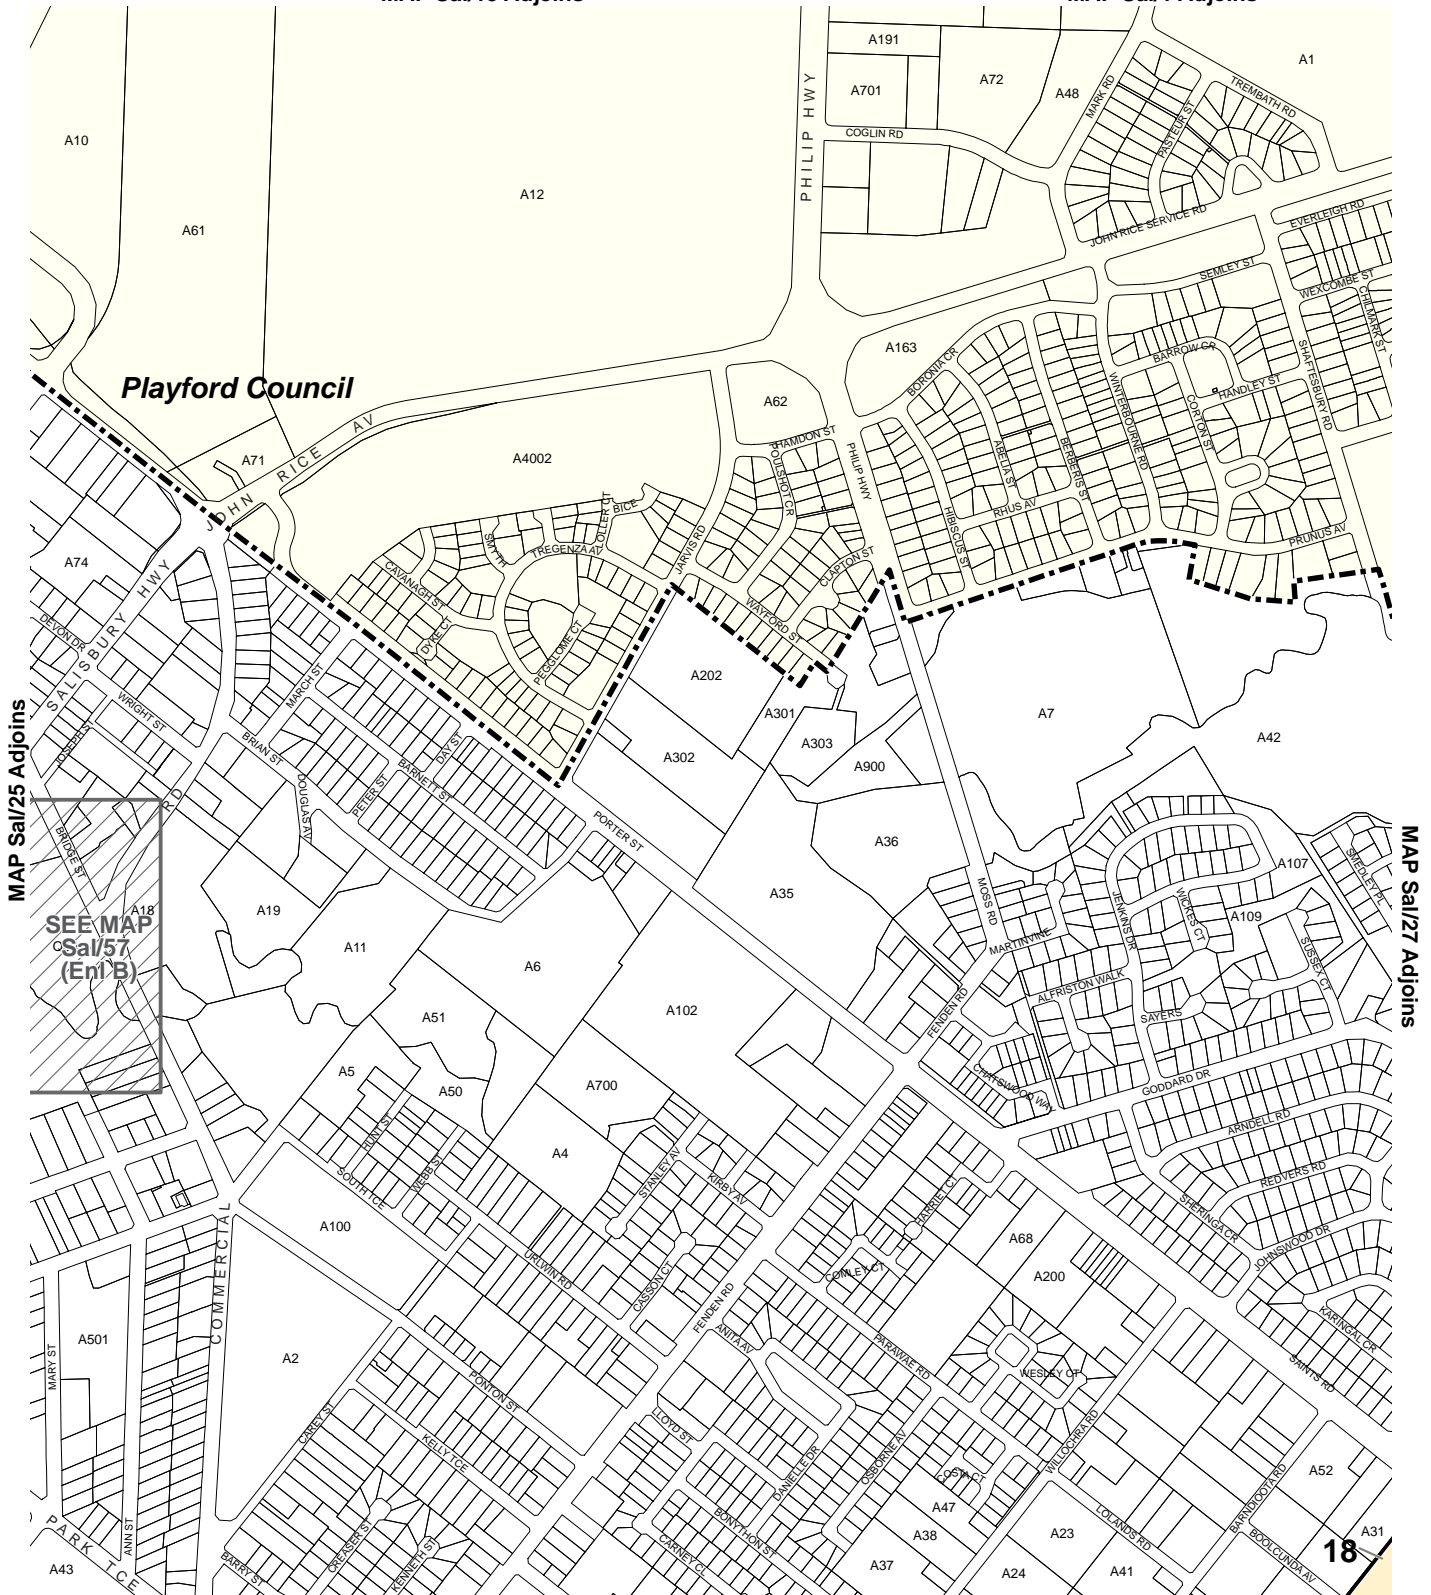 A191
A1
A701
A72
A48
MARK RD
TREMBATH RD
PASTEUR ST
PHILIP HWY
COGLIN RD
A10
A12
A61
JOHN RICE SERVICE RD
EVERLEIGH RD
SEMLEY ST
WEXCOMBE ST
CHILMARK ST
A163
BORONIA CR
BARROW CR
SHAFTESBURY RD
Playford Council
A62
HANDLEY ST
WINTERBOURNE RD
CORTON ST
JOHN RICE AV
HAMDON ST
POULSHOT CR
PHILIP HWY
ABELIA ST
BERBERIS ST
A71
A4002
RHUS AV
HIBISCUS ST
BICE
SMYTH
TREGENZA AV
JARVIS RD
PRUNUS AV
CLAPTON ST
A74
CAVANAGH ST
WAYFORD ST
DEVON DR
SALISBURY HWY
DYKE CT
PEGGLOME CT
A202
MARCH ST
WRIGHT ST
A301
A7
A303
A42
JOSEPH S
BRIAN ST
DAY ST
A302
A900
MAP Sal/25 Adjoins
BARNETT ST
PETER ST
DOUGLAS AV
RD
PORTER ST
BRIDGE ST
A36
MAP Sal/27 Adjoins
SMEDLEY PL
A107
A35
MOSS RD
JENKINS DR
WICKES CT
A109
A18
A19
SEE MAP
Sal/57
(Enl B)
A11
MARTINVINE
SUSSEX CT
A6
ALFRISTON WALK
A102
A51
FENDEN RD
SAYERS
A5
A50
A700
CHATSWOOD WAY
GODDARD DR
ARNDELL RD
HUNT ST
A4
WEBB ST
STANLEY AV
KIRBY AV
REDVERS RD
SOUTH TCE
HARRIET CT
SHERINGA CR
A100
A68
JOHNSWOOD DR
COMMERCIAL
URLWIN RD
CASSON CT
COMLEY CT
A200
FENDEN RD
KARINGAL CR
A501
ANITA AV
PARAWAE RD
MARY ST
A2
WESLEY CT
SAINTS RD
PONTON ST
CAREY ST
LLOYD ST
KELLY TCE
WILLOCHRA RD
OSBORNE AV
DANIELLE DR
COSTA CT
A52
BARNDIOOTA RD
A47
BONYTHON ST
LOLANDS RD
A38
A23
PARK TCE
ANN ST
CREASER ST
KENNETH ST
CARNEY CL
BOOLCUNDA AV
A31
18
A43
BARRY ST
A37
A24
A41